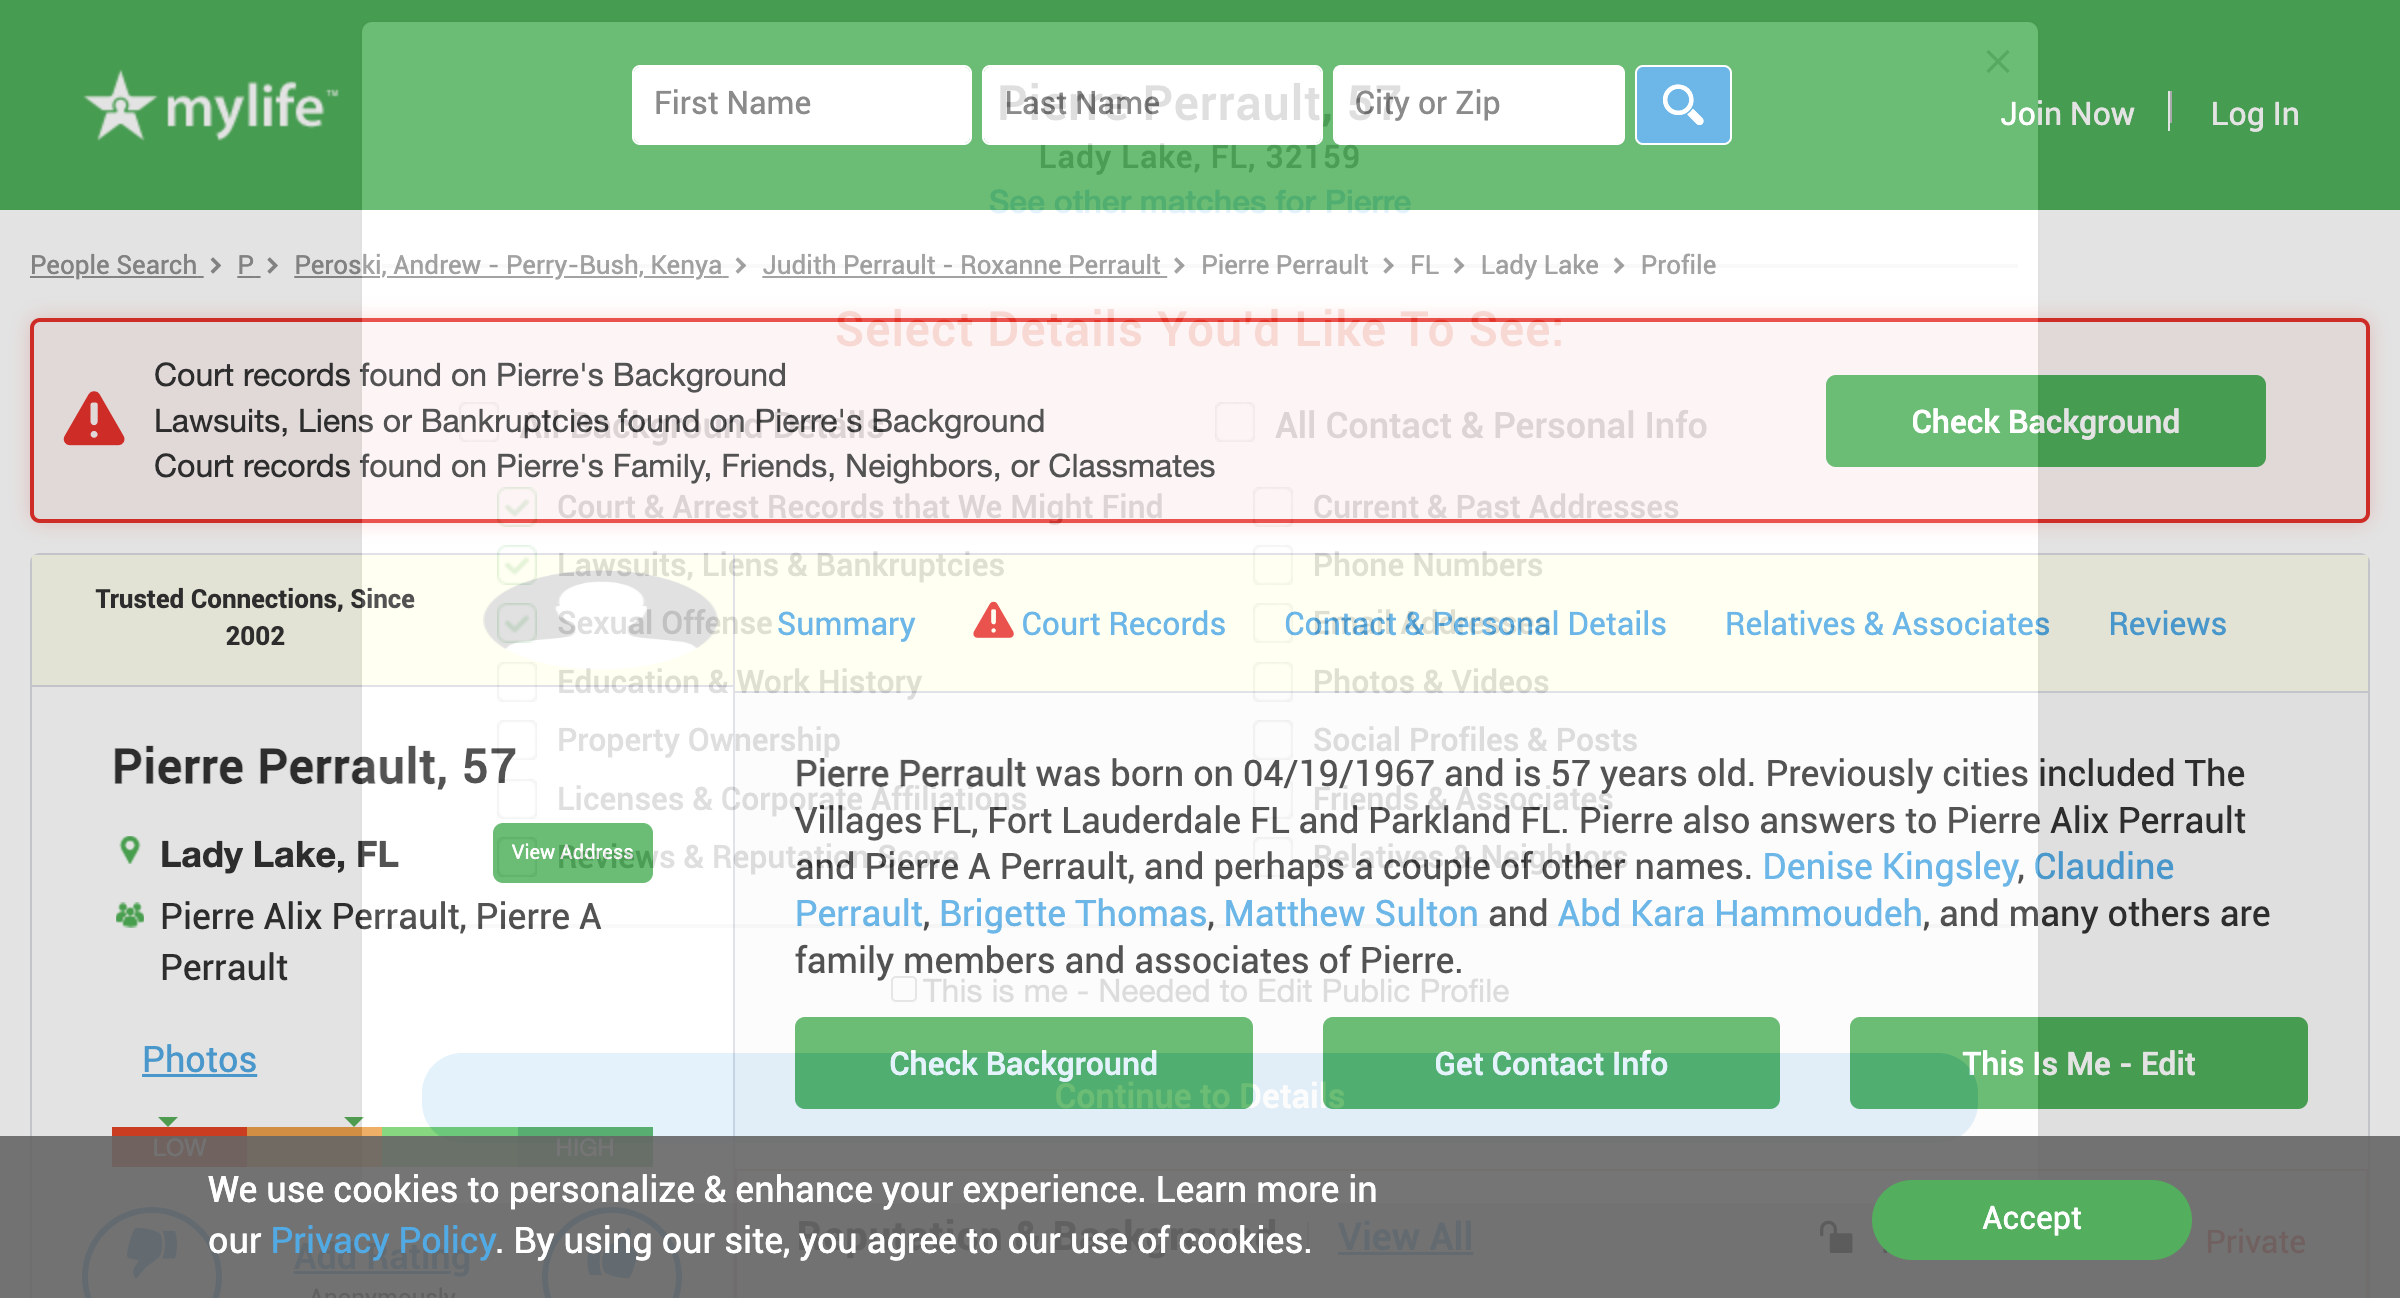 mylife™
First Name
Last Name
City or Zip
Join Now
Log In
Pierre Perrault, 57
Lady Lake, FL, 32159
See other matches for Pierre
People Search > P > Peroski, Andrew - Perry-Bush, Kenya > Judith Perrault - Roxanne Perrault > Pierre Perrault > FL > Lady Lake > Profile
Select Details You'd Like To See:
Court records found on Pierre's Background
Lawsuits, Liens or Bankruptcies found on Pierre's Background
Court records found on Pierre's Family, Friends, Neighbors, or Classmates
Check Background
All Background Details
All Contact & Personal Info
Court & Arrest Records that We Might Find
Current & Past Addresses
Lawsuits, Liens & Bankruptcies
Phone Numbers
Sexual Offense
Email Addresses
Education & Work History
Photos & Videos
Property Ownership
Social Profiles & Posts
Licenses & Corporate Affiliations
Friends & Associates
Reviews & Reputation Score
Relatives & Neighbors
This is me - Needed to Edit Public Profile
Continue to Details
Trusted Connections, Since
2002
Summary
Court Records
Contact & Personal Details
Relatives & Associates
Reviews
Pierre Perrault, 57
Lady Lake, FL
View Address
Pierre Alix Perrault, Pierre A
Perrault
Photos
LOW
HIGH
Pierre Perrault was born on 04/19/1967 and is 57 years old. Previously cities included The
Villages FL, Fort Lauderdale FL and Parkland FL. Pierre also answers to Pierre Alix Perrault
and Pierre A Perrault, and perhaps a couple of other names. Denise Kingsley, Claudine
Perrault, Brigette Thomas, Matthew Sulton and Abd Kara Hammoudeh, and many others are
family members and associates of Pierre.
Check Background
Get Contact Info
This Is Me - Edit
We use cookies to personalize & enhance your experience. Learn more in
our Privacy Policy. By using our site, you agree to our use of cookies.
Accept
Add Rating
Anonymously
Reputation & Background
View All
Private